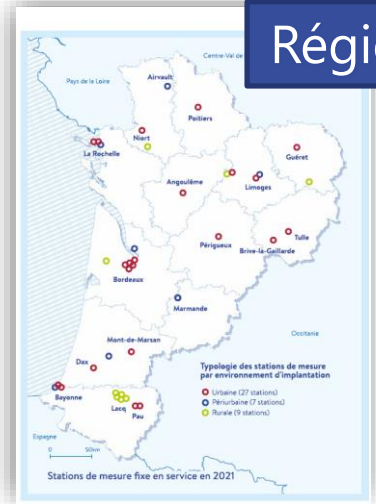 Régio
Centre-Val de
Pays de la Loire
Airvault
Poitiers
Niort
La Rochelle
Guéret
Angoulême
Limoges
Périgueux
Tulle
Brive-la-Gaillarde
Bordeaux
Marmande
Occitanie
Mont-de-Marsan
Dax
Typologie des stations de mesure
par environnement d'implantation
Urbaine (27 stations)
Périurbaine (7 stations)
Rurale (9 stations)
Bayonne
Lacq
Pau
Espagne
0 50km
Stations de mesure fixe en service en 2021